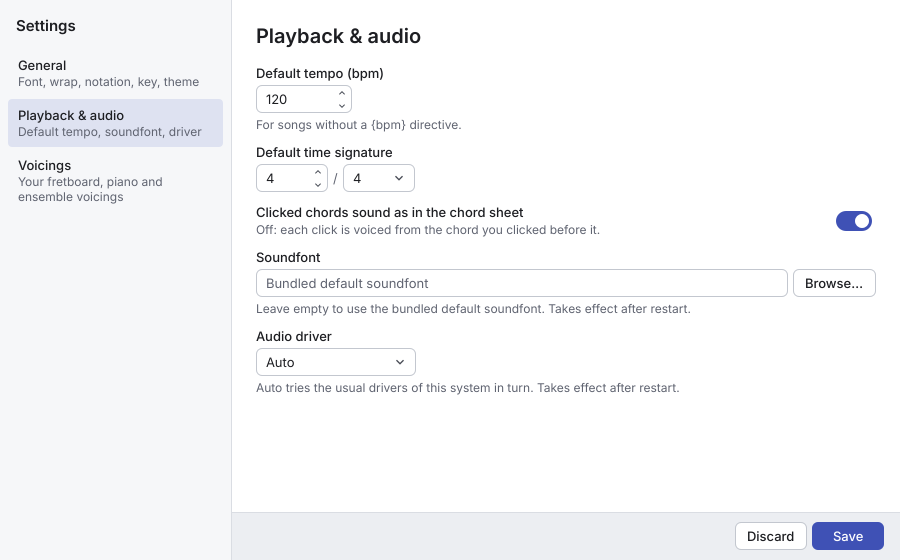 Settings
General
Font, wrap, notation, key, theme
Playback & audio
Default tempo, soundfont, driver
Voicings
Your fretboard, piano and
ensemble voicings
Playback & audio
Default tempo (bpm)
120
For songs without a {bpm} directive.
Default time signature
4 / 4
Clicked chords sound as in the chord sheet
Off: each click is voiced from the chord you clicked before it.
Soundfont
Bundled default soundfont Browse...
Leave empty to use the bundled default soundfont. Takes effect after restart.
Audio driver
Auto
Auto tries the usual drivers of this system in turn. Takes effect after restart.
Discard Save